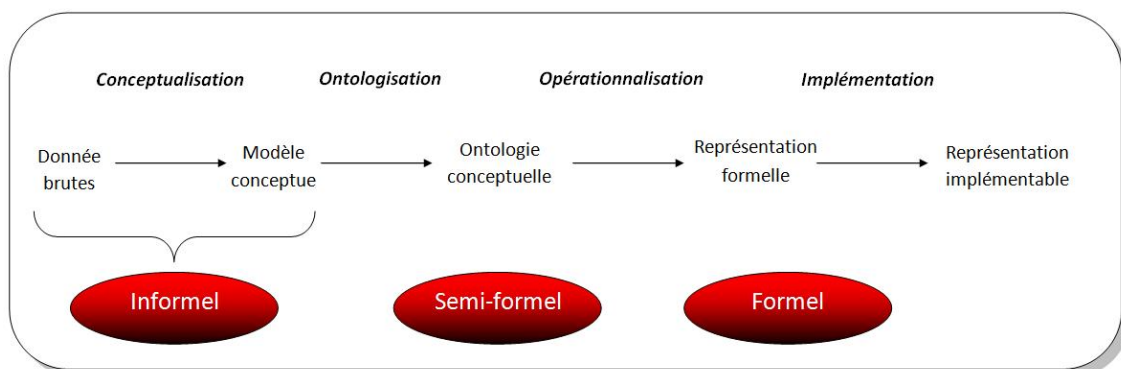 Conceptualisation Ontologisation Opérationnalisation Implémentation
Donnée
brutes
Modèle
conceptue
Ontologie
conceptuelle
Représentation
formelle
Représentation
implémentable
Informel
Semi-formel
Formel